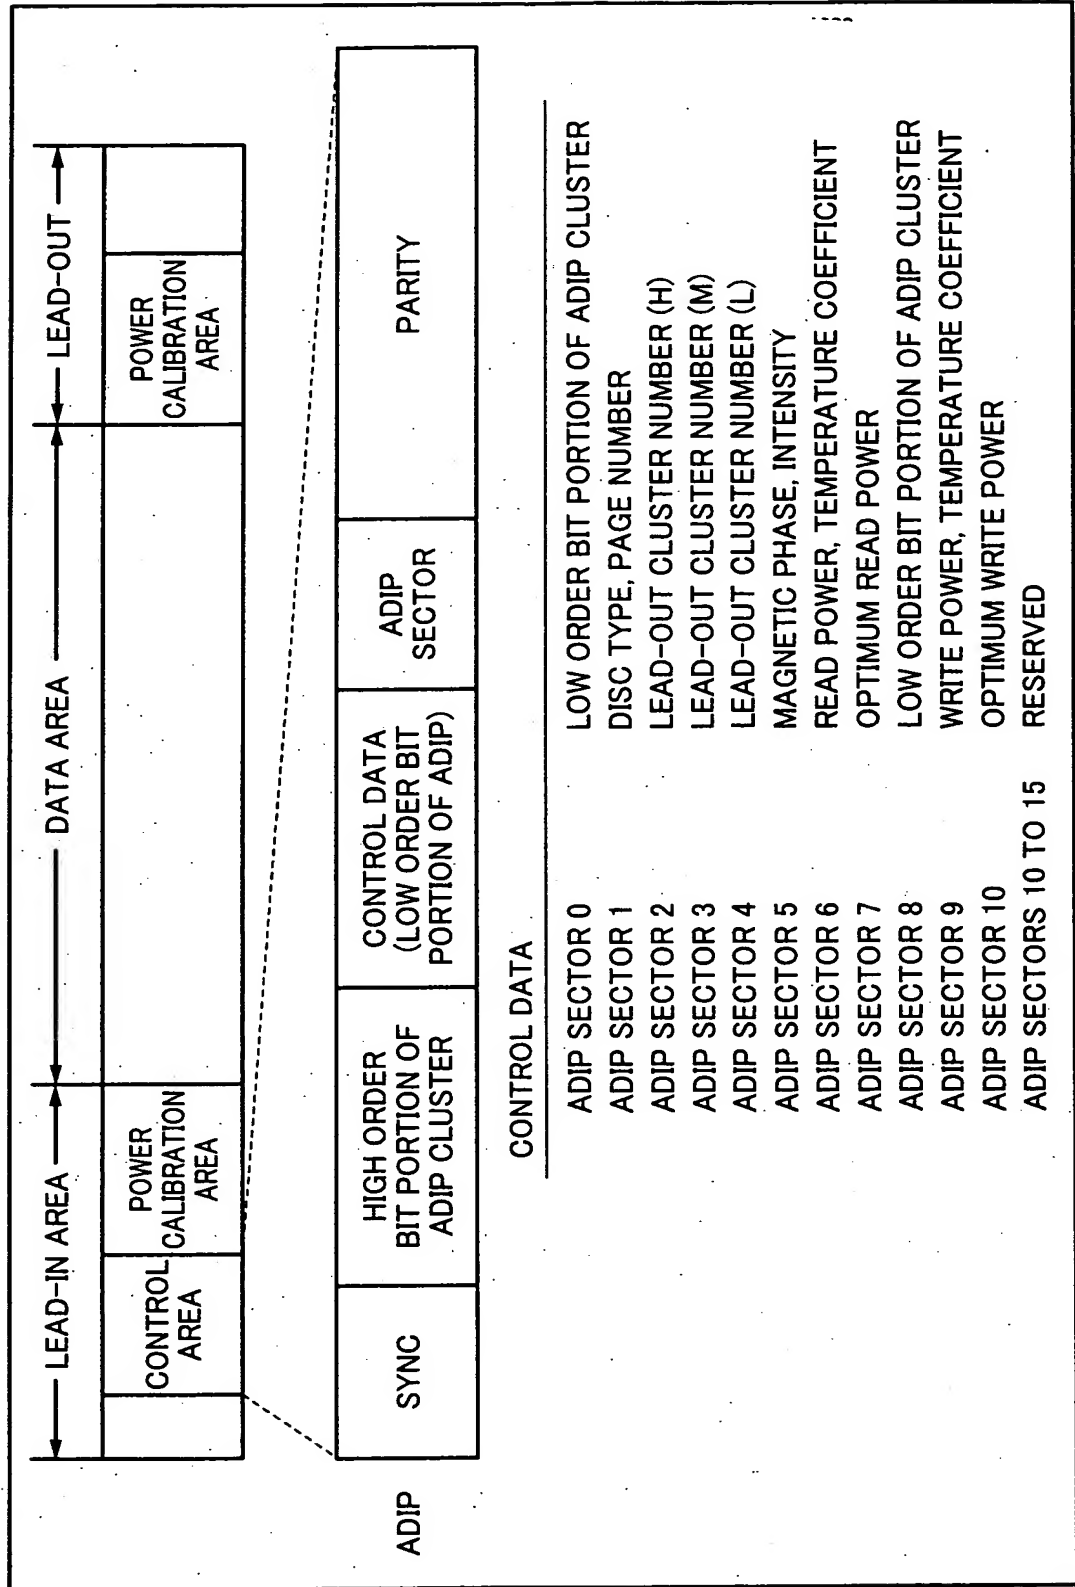 LEAD-IN AREA
DATA AREA
LEAD-OUT
CONTROL
AREA
POWER
CALIBRATION
AREA
POWER
CALIBRATION
AREA
ADIP
SYNC
HIGH ORDER
BIT PORTION OF
ADIP CLUSTER
CONTROL DATA
(LOW ORDER BIT
PORTION OF ADIP)
ADIP
SECTOR
PARITY
CONTROL DATA
ADIP SECTOR 0 LOW ORDER BIT PORTION OF ADIP CLUSTER
ADIP SECTOR 1 DISC TYPE, PAGE NUMBER
ADIP SECTOR 2 LEAD-OUT CLUSTER NUMBER (H)
ADIP SECTOR 3 LEAD-OUT CLUSTER NUMBER (M)
ADIP SECTOR 4 LEAD-OUT CLUSTER NUMBER (L)
ADIP SECTOR 5 MAGNETIC PHASE, INTENSITY
ADIP SECTOR 6 READ POWER, TEMPERATURE COEFFICIENT
ADIP SECTOR 7 OPTIMUM READ POWER
ADIP SECTOR 8 LOW ORDER BIT PORTION OF ADIP CLUSTER
ADIP SECTOR 9 WRITE POWER, TEMPERATURE COEFFICIENT
ADIP SECTOR 10 OPTIMUM WRITE POWER
ADIP SECTORS 10 TO 15 RESERVED